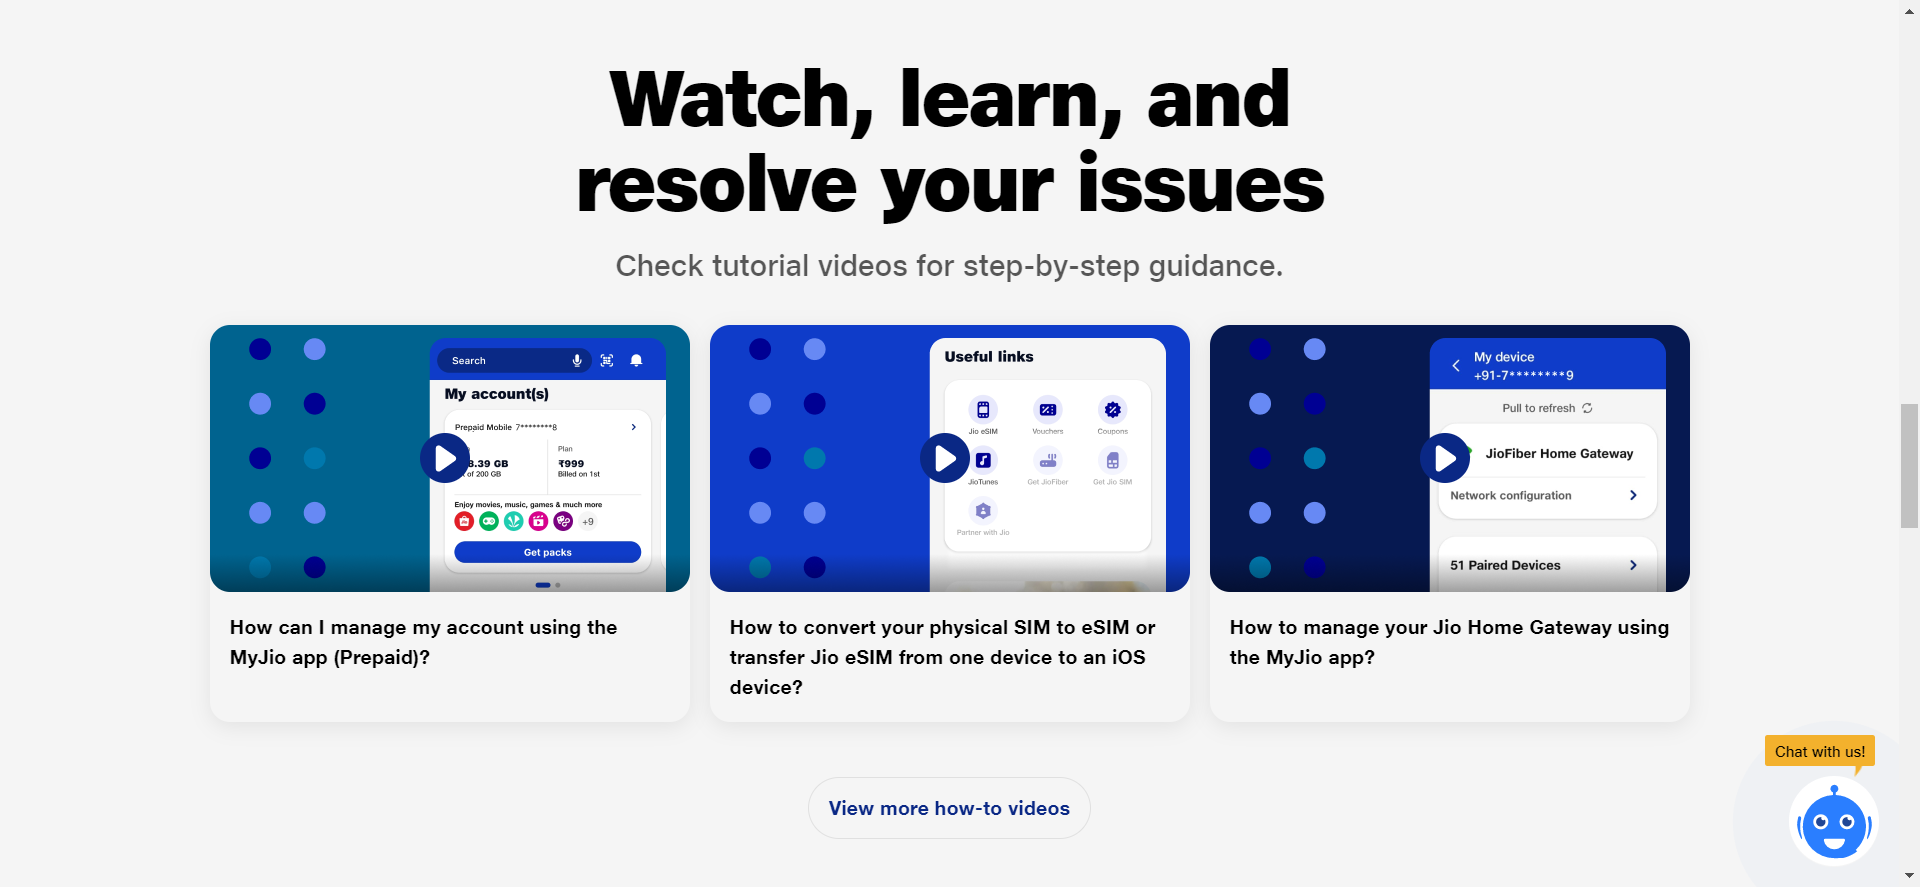 Watch, learn, and
resolve your issues
Check tutorial videos for step-by-step guidance.
Search
My account(s)
Prepaid Mobile 7********8
Plan
8.39 GB
₹999
of 200 GB
Billed on 1st
Enjoy movies, music, games & much more
+9
Get packs
How can I manage my account using the
MyJio app (Prepaid)?
Useful links
Jio eSIM
Vouchers
Coupons
JioTunes
Get JioFiber
Get Jio SIM
Partner with Jio
How to convert your physical SIM to eSIM or
transfer Jio eSIM from one device to an iOS
device?
My device
+91-7********9
Pull to refresh
JioFiber Home Gateway
Network configuration
51 Paired Devices
How to manage your Jio Home Gateway using
the MyJio app?
View more how-to videos
Chat with us!